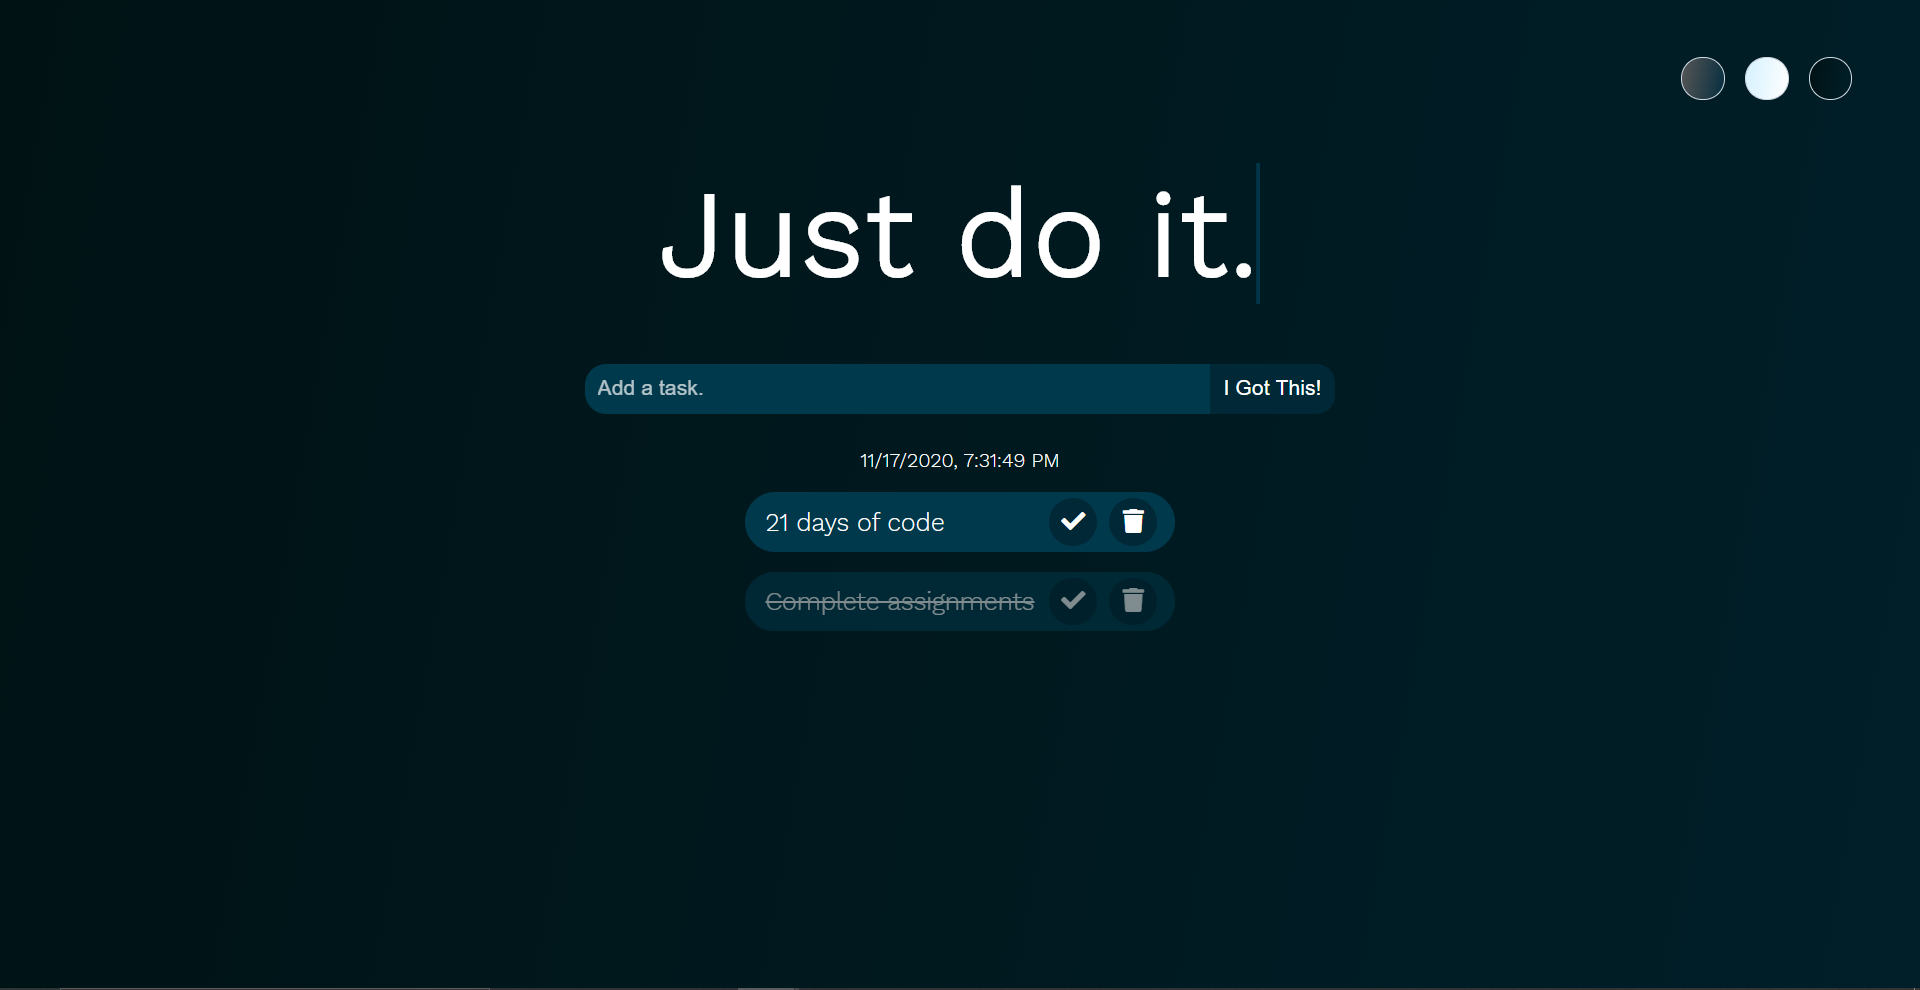 Just do it.
Add a task.
I Got This!
11/17/2020, 7:31:49 PM
21 days of code
Complete assignments